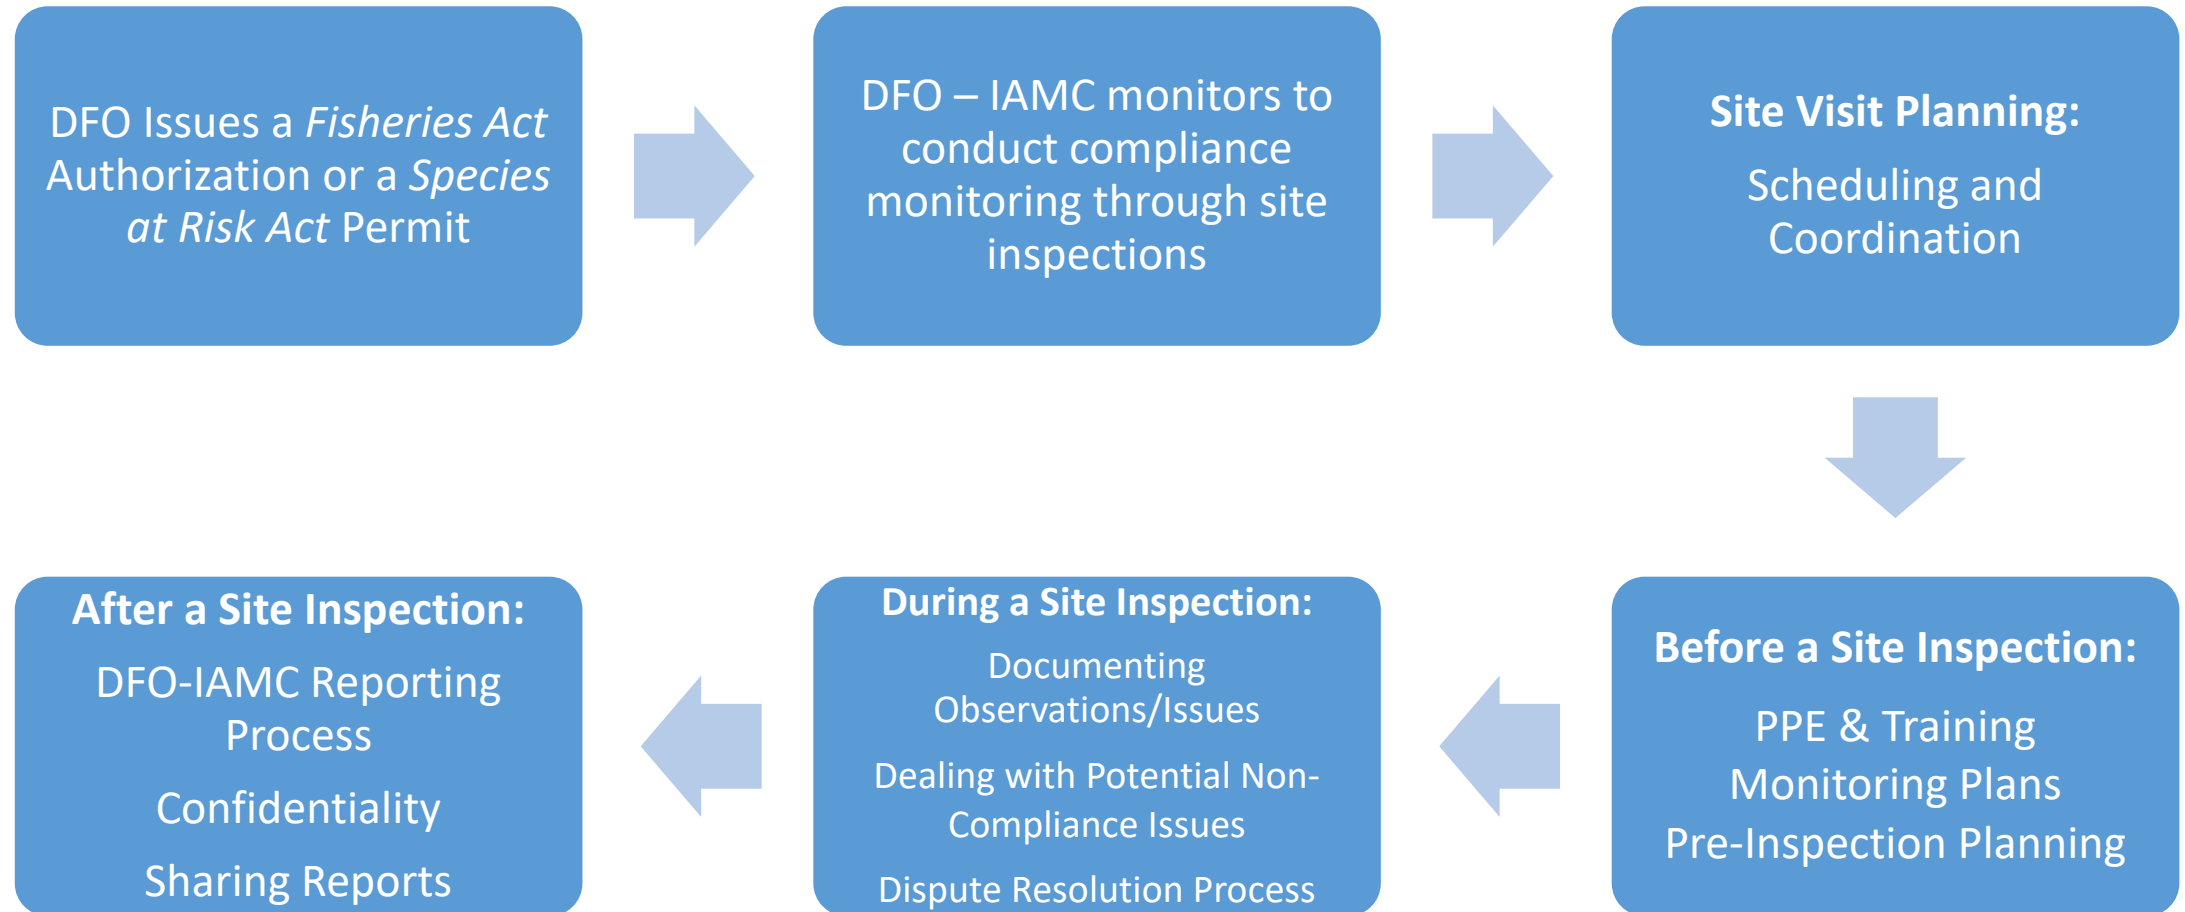 DFO Issues a Fisheries Act
Authorization or a Species
at Risk Act Permit
DFO – IAMC monitors to
conduct compliance
monitoring through site
inspections
Site Visit Planning:
Scheduling and
Coordination
Before a Site Inspection:
PPE & Training
Monitoring Plans
Pre-Inspection Planning
During a Site Inspection:
Documenting
Observations/Issues
Dealing with Potential Non-
Compliance Issues
Dispute Resolution Process
After a Site Inspection:
DFO-IAMC Reporting
Process
Confidentiality
Sharing Reports